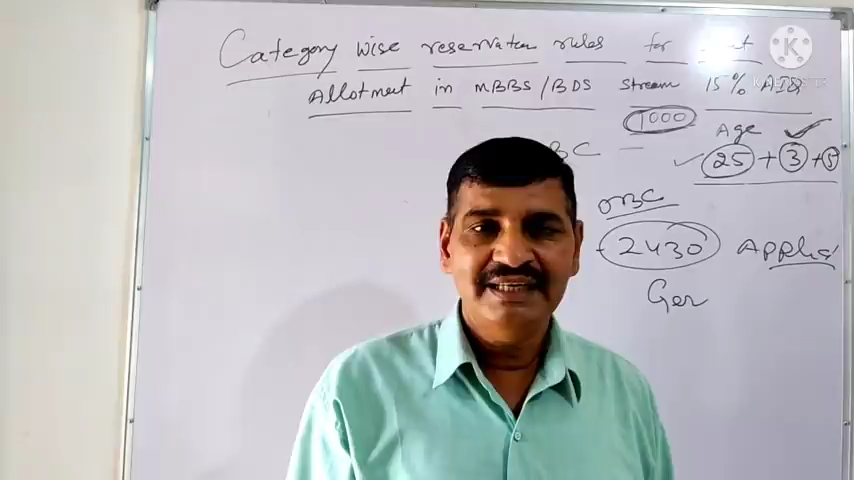 Category wise reservation rules for
Allotment in MBBS/BDS stream 15% AIQ
1000
Age
BC —
25 + 3 + 5
OBC
2430 Applied
Gen
K